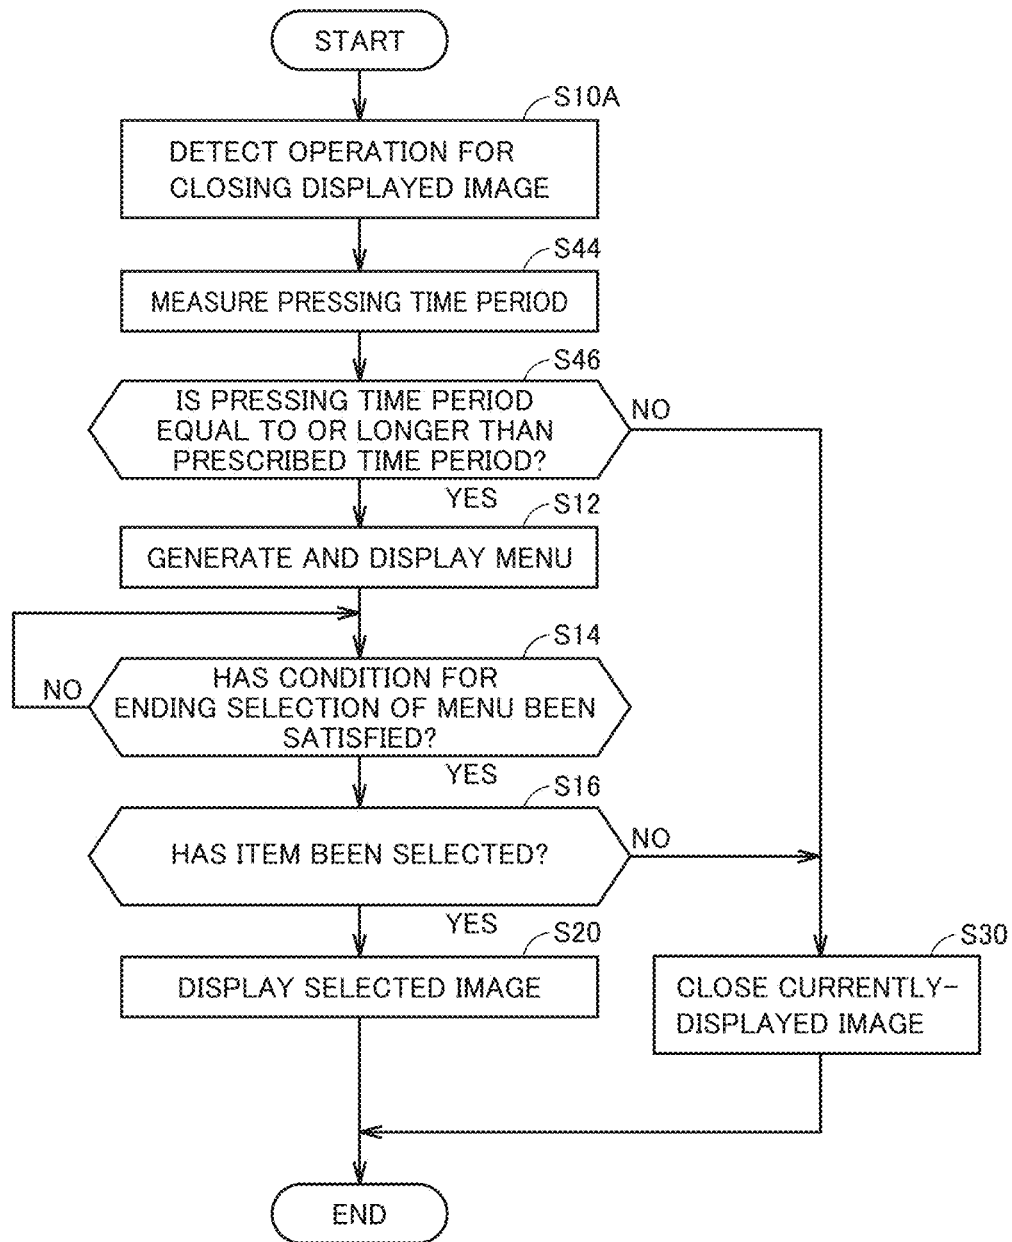 START
S10A
DETECT OPERATION FOR
CLOSING DISPLAYED IMAGE
S44
MEASURE PRESSING TIME PERIOD
S46
IS PRESSING TIME PERIOD
EQUAL TO OR LONGER THAN
PRESCRIBED TIME PERIOD?
NO
YES
S12
GENERATE AND DISPLAY MENU
S14
HAS CONDITION FOR
ENDING SELECTION OF MENU BEEN
SATISFIED?
NO
YES
S16
HAS ITEM BEEN SELECTED?
NO
YES
S20
DISPLAY SELECTED IMAGE
S30
CLOSE CURRENTLY-
DISPLAYED IMAGE
END